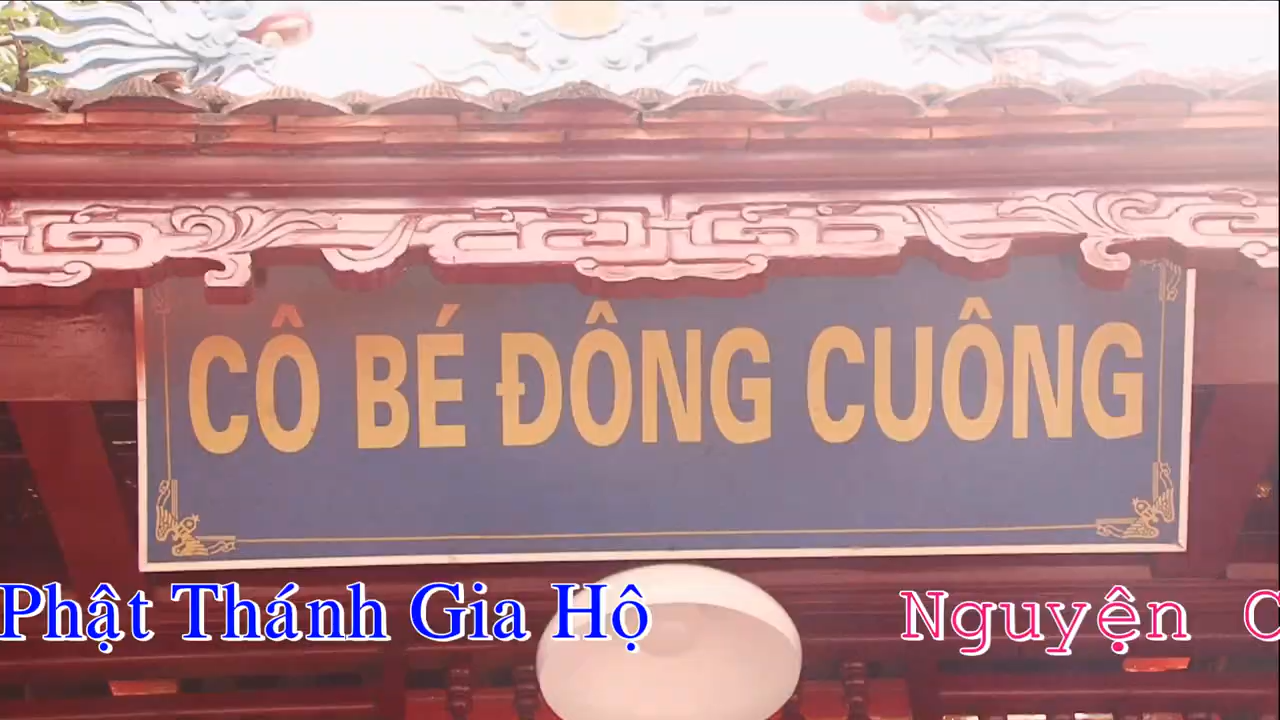 CÔ BÉ ĐÔNG CUÔNG
Phật Thánh Gia Hộ
Nguyện